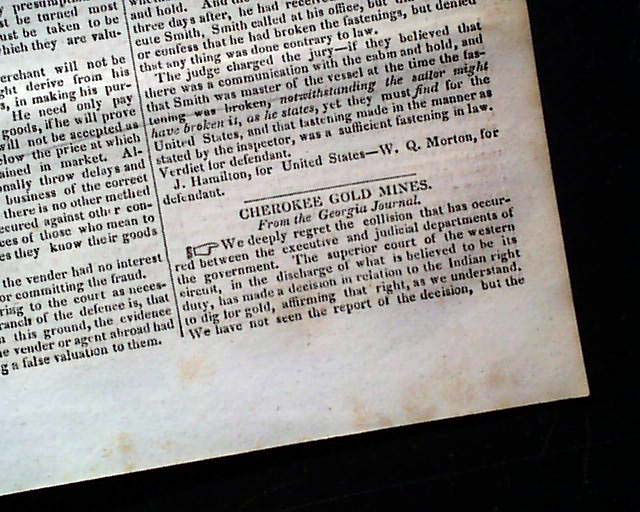 t be turned most
ust be taken to be
which they are valu-
erchant will not be
ght derive from his
s, in making his pur-
He need only pay
goods, if he will prove
will not be accepted as
elow the price at which
ained in market. Al-
onally throw delays and
business of the correct
there is no other methed
ecured against other con-
ces of those who mean to
es they know their goods
the vender had no interest
or committing the fraud.
ring to the court as neces-
ranch of the defence is, that
n this ground, the evidence
e vender or agent abroad had
g a false valuation to them.
and hold. And the
three days after, he had received
cute Smith, Smith called at his office, but
or confess that he had broken the fastenings, but denied
that any thing was done contrary to law.
The judge charged the jury—if they believed that
there was a communication with the cabin and hold, and
that Smith was master of the vessel at the time the fas-
tening was broken, notwithstanding the sailor might
have broken it, as he states, yet they must find for the
United States, and that fastening made in the manner as
stated by the inspector, was a sufficient fastening in law.
Verdict for defendant.
J. Hamilton, for United States—W. Q. Morton, for
defendant.
CHEROKEE GOLD MINES.
From the Georgia Journal.
☞We deeply regret the collision that has occur-
red between the executive and judicial departments of
the government. The superior court of the western
circuit, in the discharge of what is believed to be its
duty, has made a decision in relation to the Indian right
to dig for gold, affirming that right, as we understand.
We have not seen the report of the decision, but the